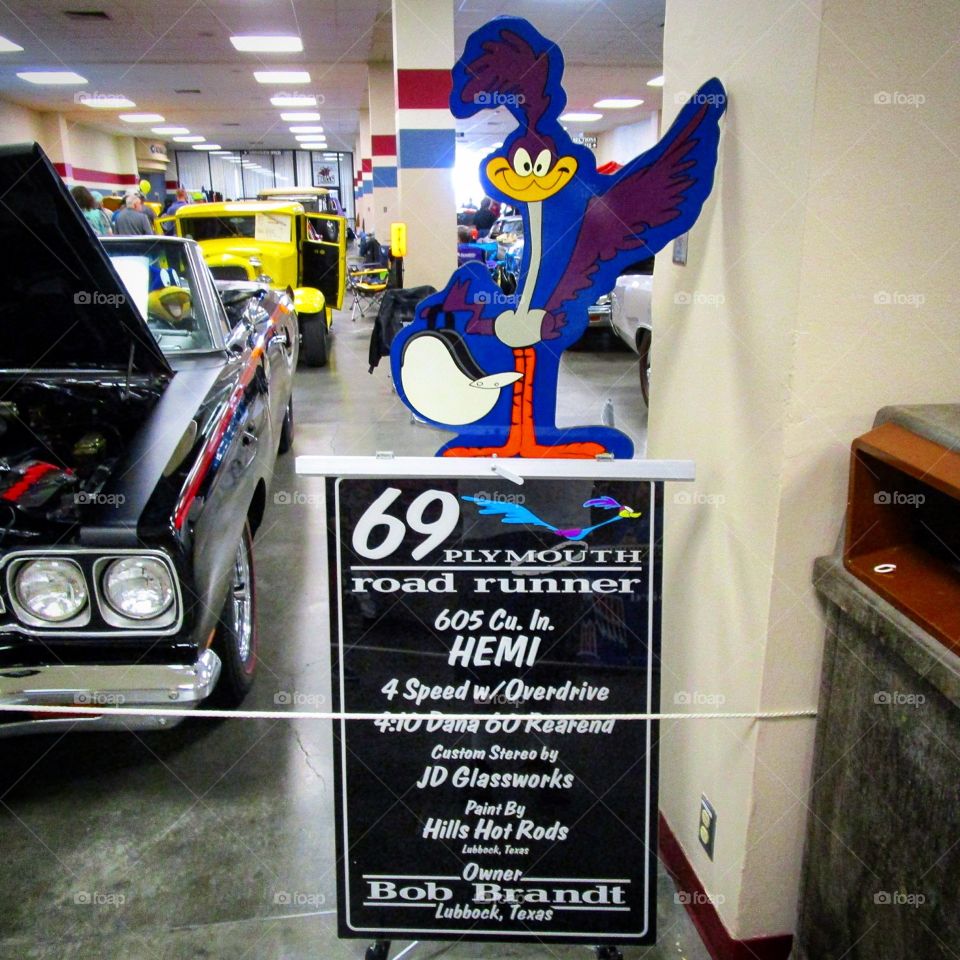 69
PLYMOUTH
road runner
605 Cu. In.
HEMI
4 Speed w/Overdrive
4:10 Dana 60 Rearend
Custom Stereo by
JD Glassworks
Paint By
Hills Hot Rods
Lubbock, Texas
Owner
Bob Brandt
Lubbock, Texas
foap